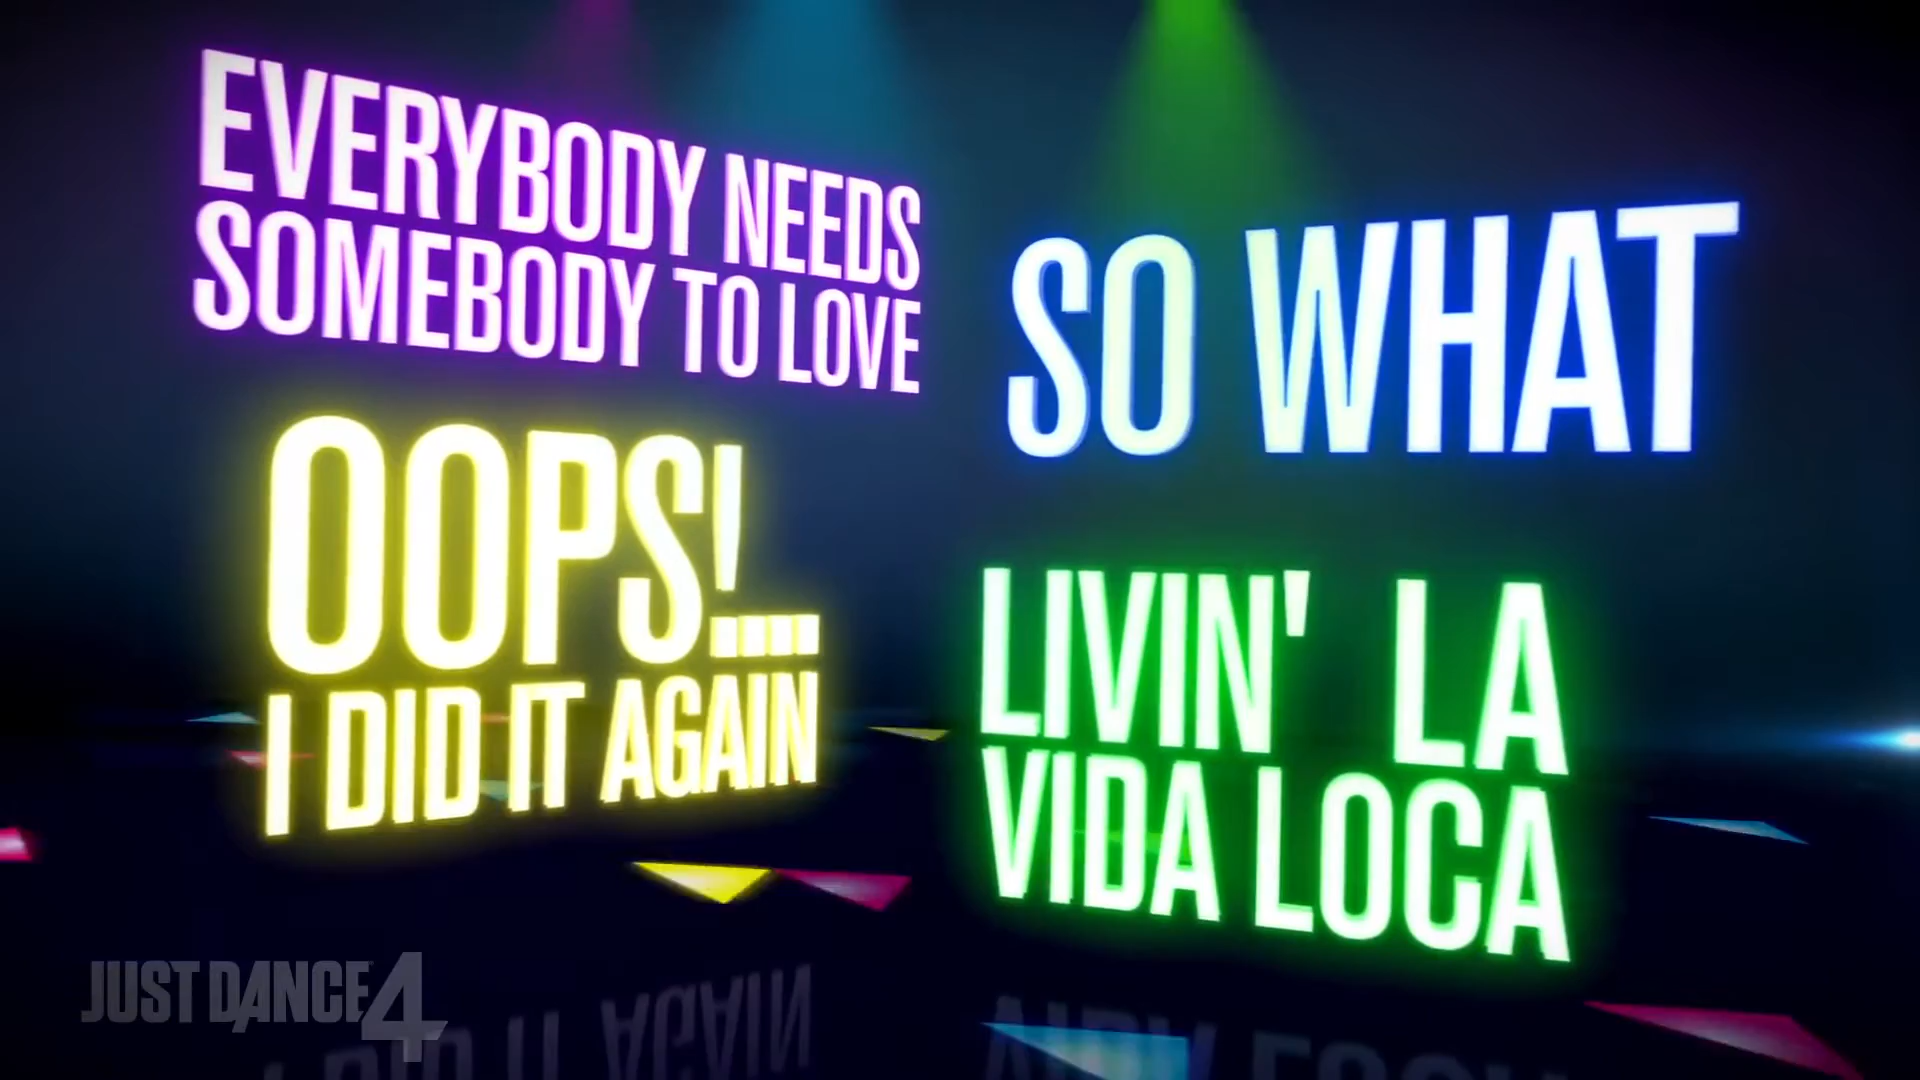 EVERYBODY NEEDS
SOMEBODY TO LOVE
SO WHAT
OOPS!....
I DID IT AGAIN
LIVIN' LA
VIDA LOCA
JUST DANCE 4